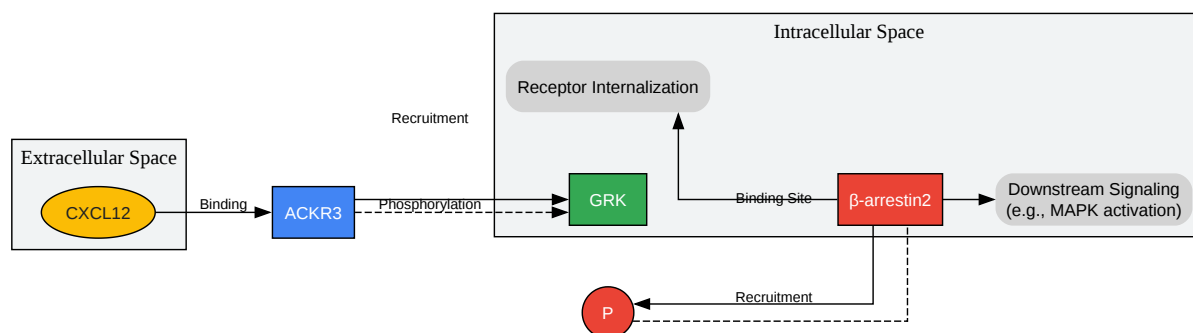 Intracellular Space
Receptor Internalization
Recruitment
Extracellular Space
CXCL12
Binding
ACKR3
Phosphorylation
GRK
Binding Site
β-arrestin2
Downstream Signaling
(e.g., MAPK activation)
Recruitment
P